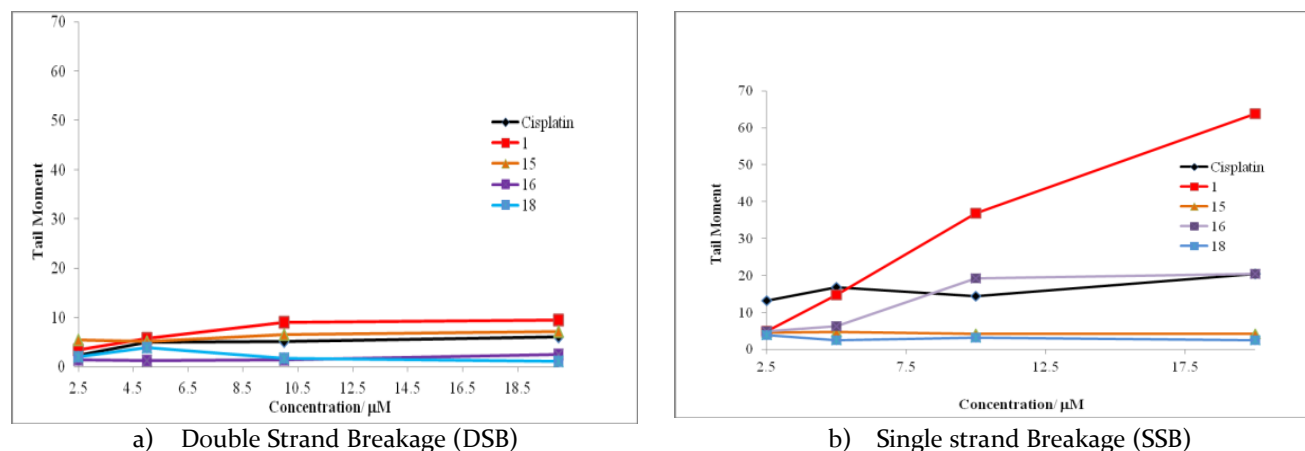 70
60
50
40
30
20
10
0
Tail Moment
Cisplatin
1
15
16
18
2.5 4.5 6.5 8.5 10.5 12.5 14.5 16.5 18.5
Concentration/ μM
a) Double Strand Breakage (DSB)
70
60
50
40
30
20
10
0
Tail Moment
Cisplatin
1
15
16
18
2.5 7.5 12.5 17.5
Concentration/ μM
b) Single strand Breakage (SSB)